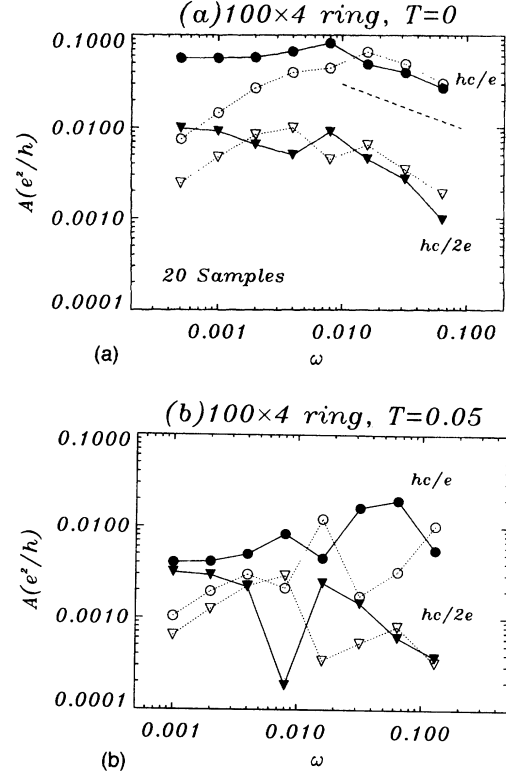 (a)100×4 ring, T=0
0.1000
0.0100
0.0010
0.0001
A(e²/h)
hc/e
hc/2e
20 Samples
0.001
0.010
0.100
ω
(a)
(b)100×4 ring, T=0.05
0.1000
0.0100
0.0010
0.0001
A(e²/h)
hc/e
hc/2e
0.001
0.010
0.100
ω
(b)